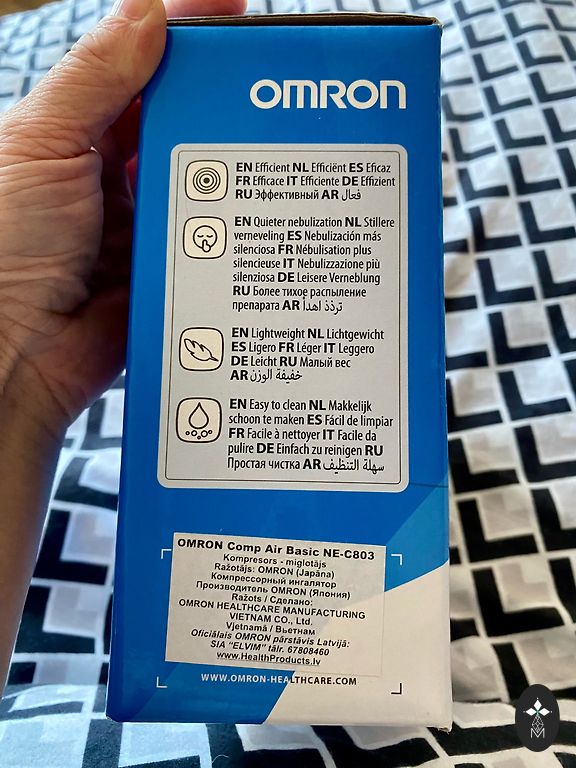 OMRON
EN Efficient NL Efficiënt ES Eficaz
FR Efficace IT Efficiente DE Effizient
RU Эффективный AR فعال
EN Quieter nebulization NL Stillere
verneveling ES Nebulización más
silenciosa FR Nébulisation plus
silencieuse IT Nebulizzazione più
silenziosa DE Leisere Verneblung
RU Более тихое распыление
препарата AR تردّد أهدأ
EN Lightweight NL Lichtgewicht
ES Ligero FR Léger IT Leggero
DE Leicht RU Малый вес
AR خفيفة الوزن
EN Easy to clean NL Makkelijk
schoon te maken ES Fácil de limpiar
FR Facile à nettoyer IT Facile da
pulire DE Einfach zu reinigen RU
Простая чистка AR سهلة التنظيف
OMRON Comp Air Basic NE-C803
Kompresors - miglotājs
Ražotājs: OMRON (Japāna)
Компрессорный ингалятор
Производитель OMRON (Япония)
Ražots / Сделано:
OMRON HEALTHCARE MANUFACTURING
VIETNAM CO., Ltd.
Vjetnamā / Вьетнам
Oficiālais OMRON pārstāvis Latvijā:
SIA "ELVIM" tālr. 67808460
www.HealthProducts.lv
WWW.OMRON-HEALTHCARE.COM